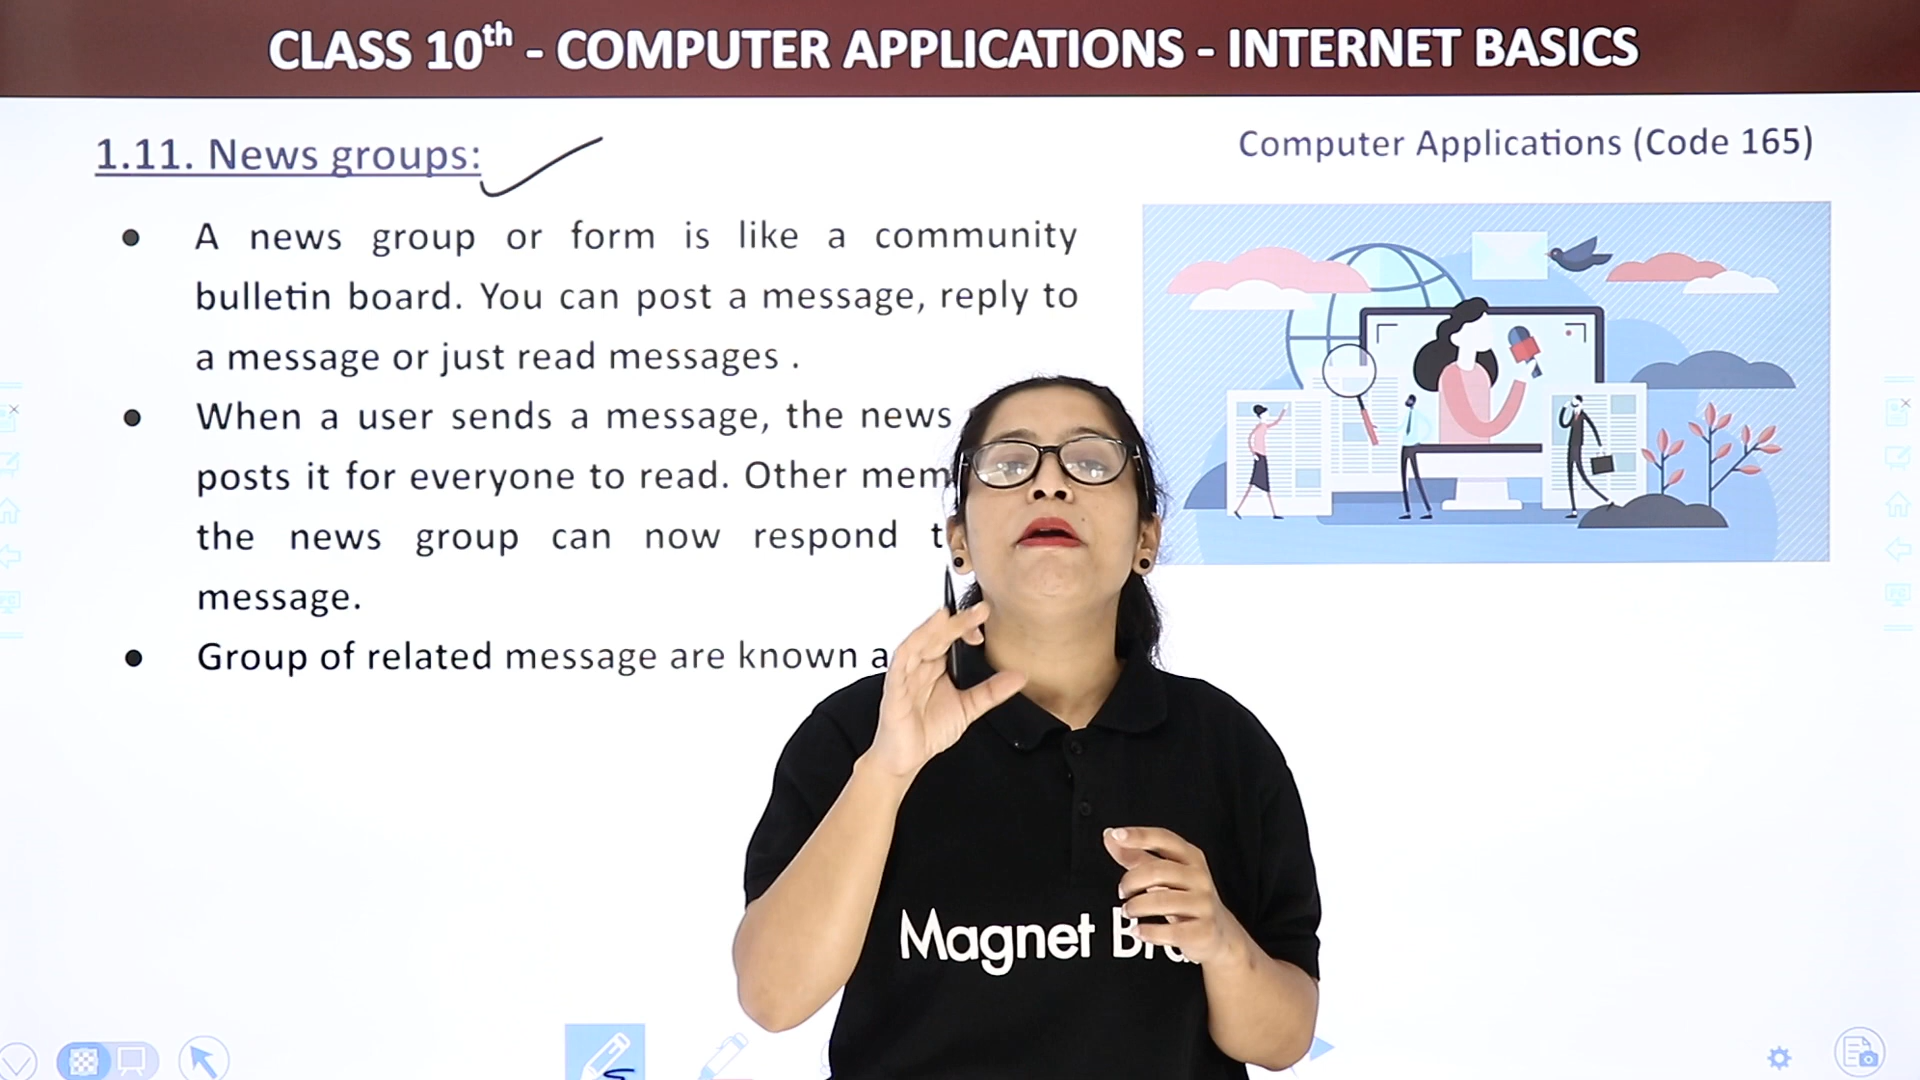 CLASS 10th - COMPUTER APPLICATIONS - INTERNET BASICS
1.11. News groups:
Computer Applications (Code 165)
● A news group or form is like a community
bulletin board. You can post a message, reply to
a message or just read messages .
● When a user sends a message, the news
posts it for everyone to read. Other
the news group can now respond
message.
● Group of related message are known
Magnet